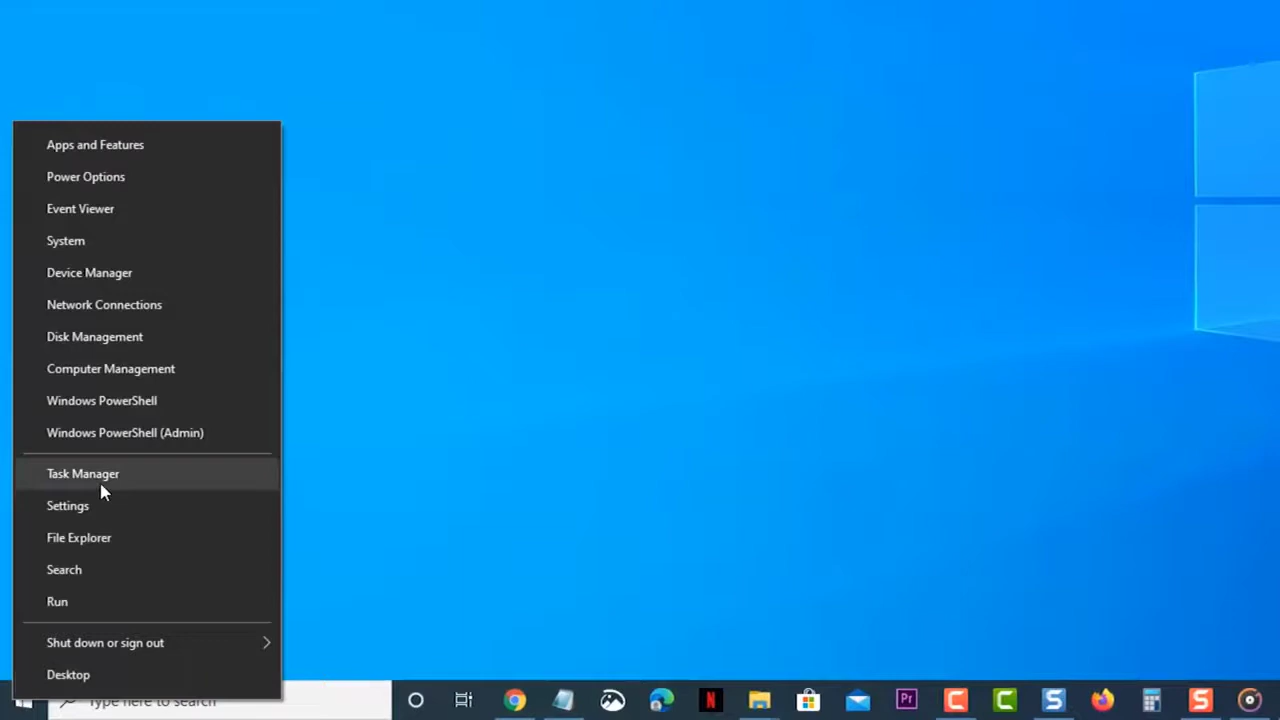 Apps and Features
Power Options
Event Viewer
System
Device Manager
Network Connections
Disk Management
Computer Management
Windows PowerShell
Windows PowerShell (Admin)
Task Manager
Settings
File Explorer
Search
Run
Shut down or sign out
Desktop
Type here to search
N
Pr
C
C
S
S